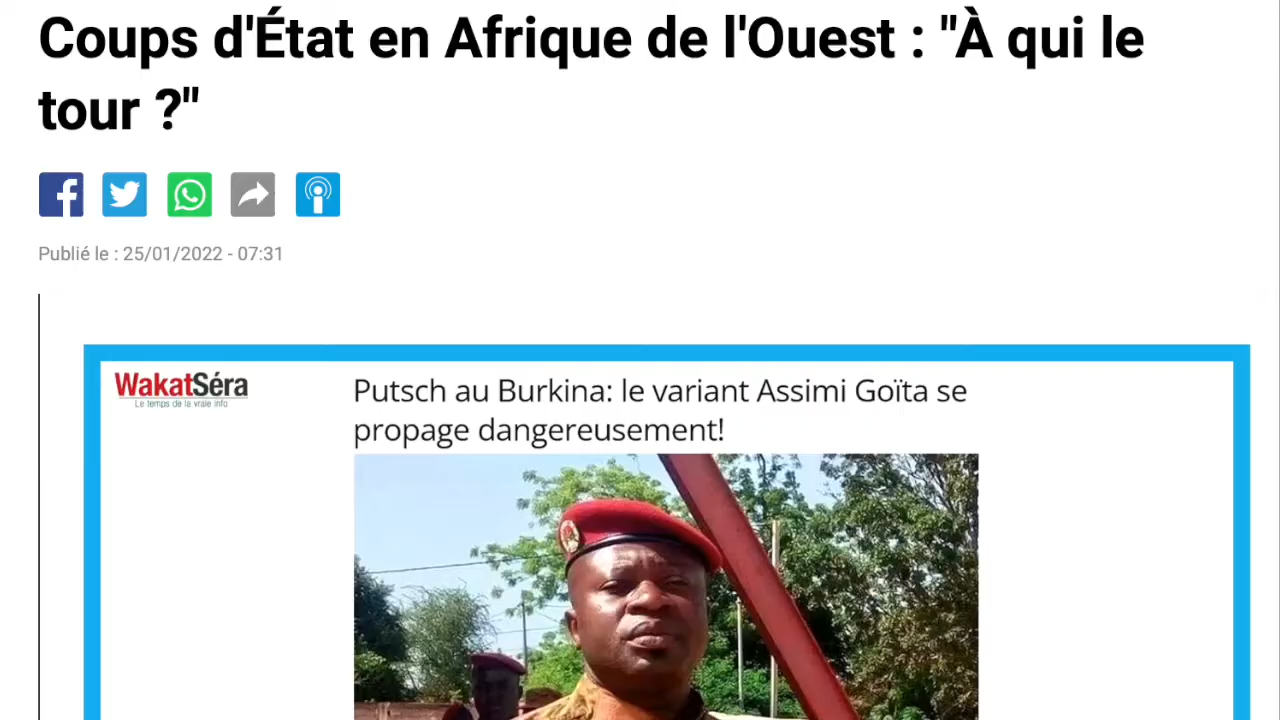 Coups d'État en Afrique de l'Ouest : "À qui le
tour ?"
Publié le : 25/01/2022 - 07:31
WakatSéra
Le temps de la vraie info
Putsch au Burkina: le variant Assimi Goïta se
propage dangereusement!